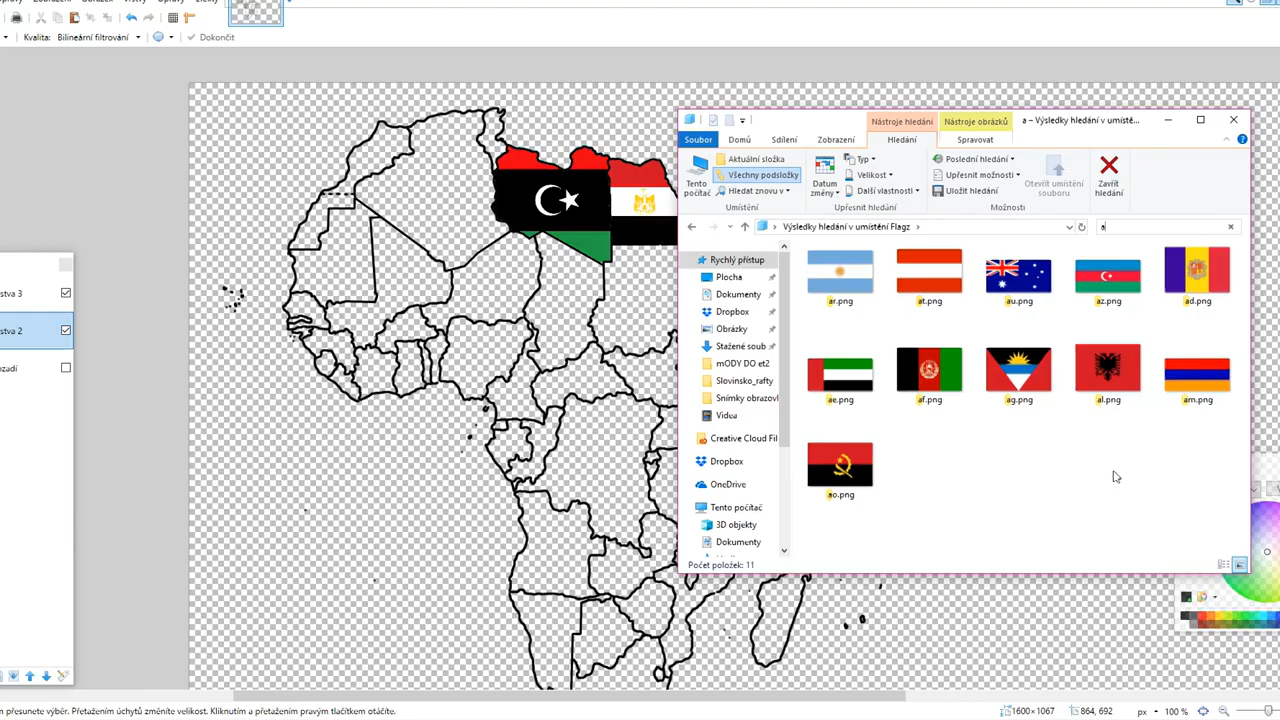 Kvalita: Bilineární filtrování
Dokončit
stva 3
stva 2
zadí
Nástroje hledání
Nástroje obrázků
a – Výsledky hledání v umístě...
Soubor
Domů
Sdílení
Zobrazení
Hledání
Spravovat
Tento počítač
Aktuální složka
Všechny podsložky
Hledat znovu v
Umístění
Datum změny
Typ
Velikost
Další vlastnosti
Upřesnit hledání
Poslední hledání
Upřesnit možnosti
Uložit hledání
Otevřít umístění souboru
Možnosti
Zavřít hledání
Výsledky hledání v umístění Flagz
a
Rychlý přístup
Plocha
Dokumenty
Dropbox
Obrázky
Stažené soub
mODY DO et2
Slovinsko_rafty
Snímky obrazov
Videa
Creative Cloud Fil
Dropbox
OneDrive
Tento počítač
3D objekty
Dokumenty
ar.png
at.png
au.png
az.png
ad.png
ae.png
af.png
ag.png
al.png
am.png
ao.png
Počet položek: 11
přesunete výběr. Přetažením úchytů změníte velikost. Kliknutím a přetažením pravým tlačítkem otáčíte.
1600×1067
864, 692
px
100 %